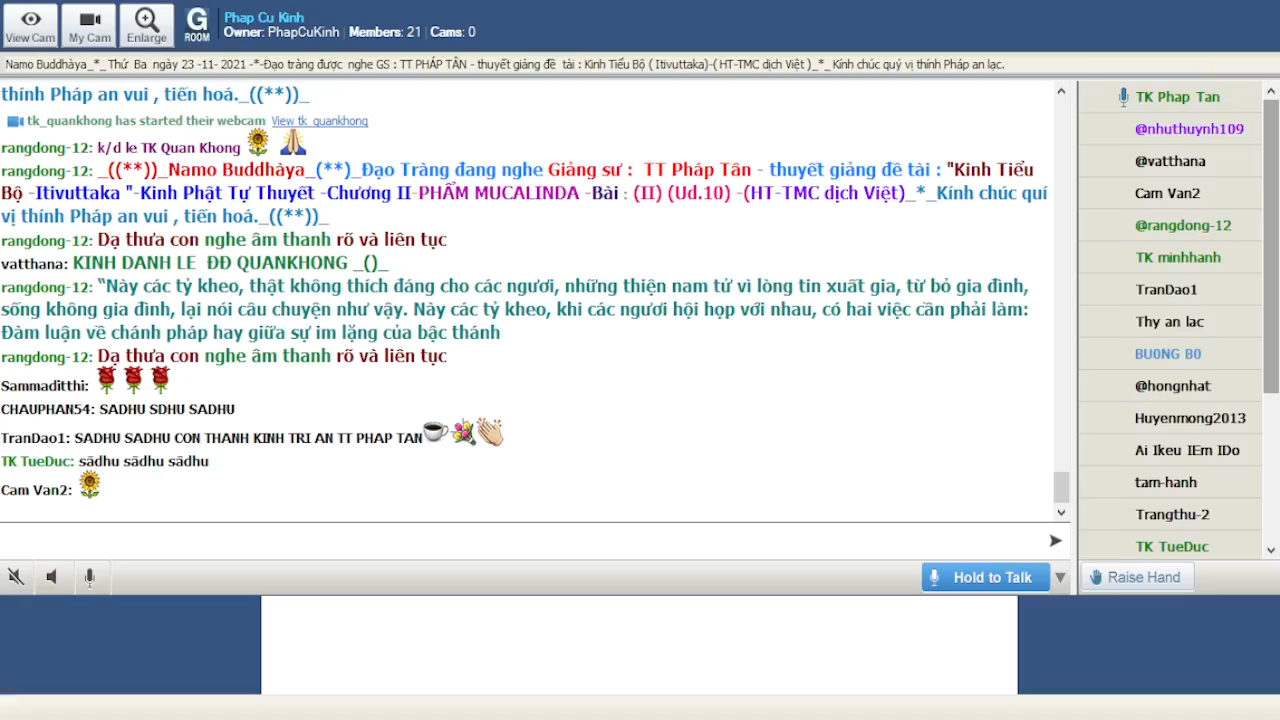 View Cam
My Cam
Enlarge
G
ROOM
Phap Cu Kinh
Owner: PhapCuKinh | Members: 21 | Cams: 0
Namo Buddhàya_*_Thứ Ba ngày 23 -11- 2021 -*-Đạo tràng được nghe GS : TT PHÁP TÂN - thuyết giảng đề tài : Kinh Tiểu Bộ ( Itivuttaka)-( HT-TMC dịch Việt )_*_ Kính chúc quý vị thính Pháp an lạc.
thính Pháp an vui , tiến hoá._((**))_
tk_quankhong has started their webcam View tk_quankhong
rangdong-12: k/d le TK Quan Khong
rangdong-12: _((**))_Namo Buddhàya_(**)_Đạo Tràng đang nghe Giảng sư : TT Pháp Tân - thuyết giảng đề tài : "Kinh Tiểu
Bộ -Itivuttaka "-Kinh Phật Tự Thuyết -Chương II-PHẨM MUCALINDA -Bài : (II) (Ud.10) -(HT-TMC dịch Việt)_*_Kính chúc quí
vị thính Pháp an vui , tiến hoá._((**))_
rangdong-12: Dạ thưa con nghe âm thanh rõ và liên tục
vatthana: KINH DANH LE ĐĐ QUANKHONG _()_
rangdong-12: “Này các tỷ kheo, thật không thích đáng cho các ngươi, những thiện nam tử vì lòng tin xuất gia, từ bỏ gia đình,
sống không gia đình, lại nói câu chuyện như vậy. Này các tỷ kheo, khi các ngươi hội họp với nhau, có hai việc cần phải làm:
Đàm luận về chánh pháp hay giữa sự im lặng của bậc thánh
rangdong-12: Dạ thưa con nghe âm thanh rõ và liên tục
Sammaditthi:
CHAUPHAN54: SADHU SDHU SADHU
TranDao1: SADHU SADHU CON THANH KINH TRI AN TT PHAP TAN
TK TueDuc: sādhu sādhu sādhu
Cam Van2:
TK Phap Tan
@nhuthuynh109
@vatthana
Cam Van2
@rangdong-12
TK minhhanh
TranDao1
Thy an lac
BU0NG B0
@hongnhat
Huyenmong2013
Ai Ikeu IEm IDo
tam-hanh
Trangthu-2
TK TueDuc
Hold to Talk
Raise Hand